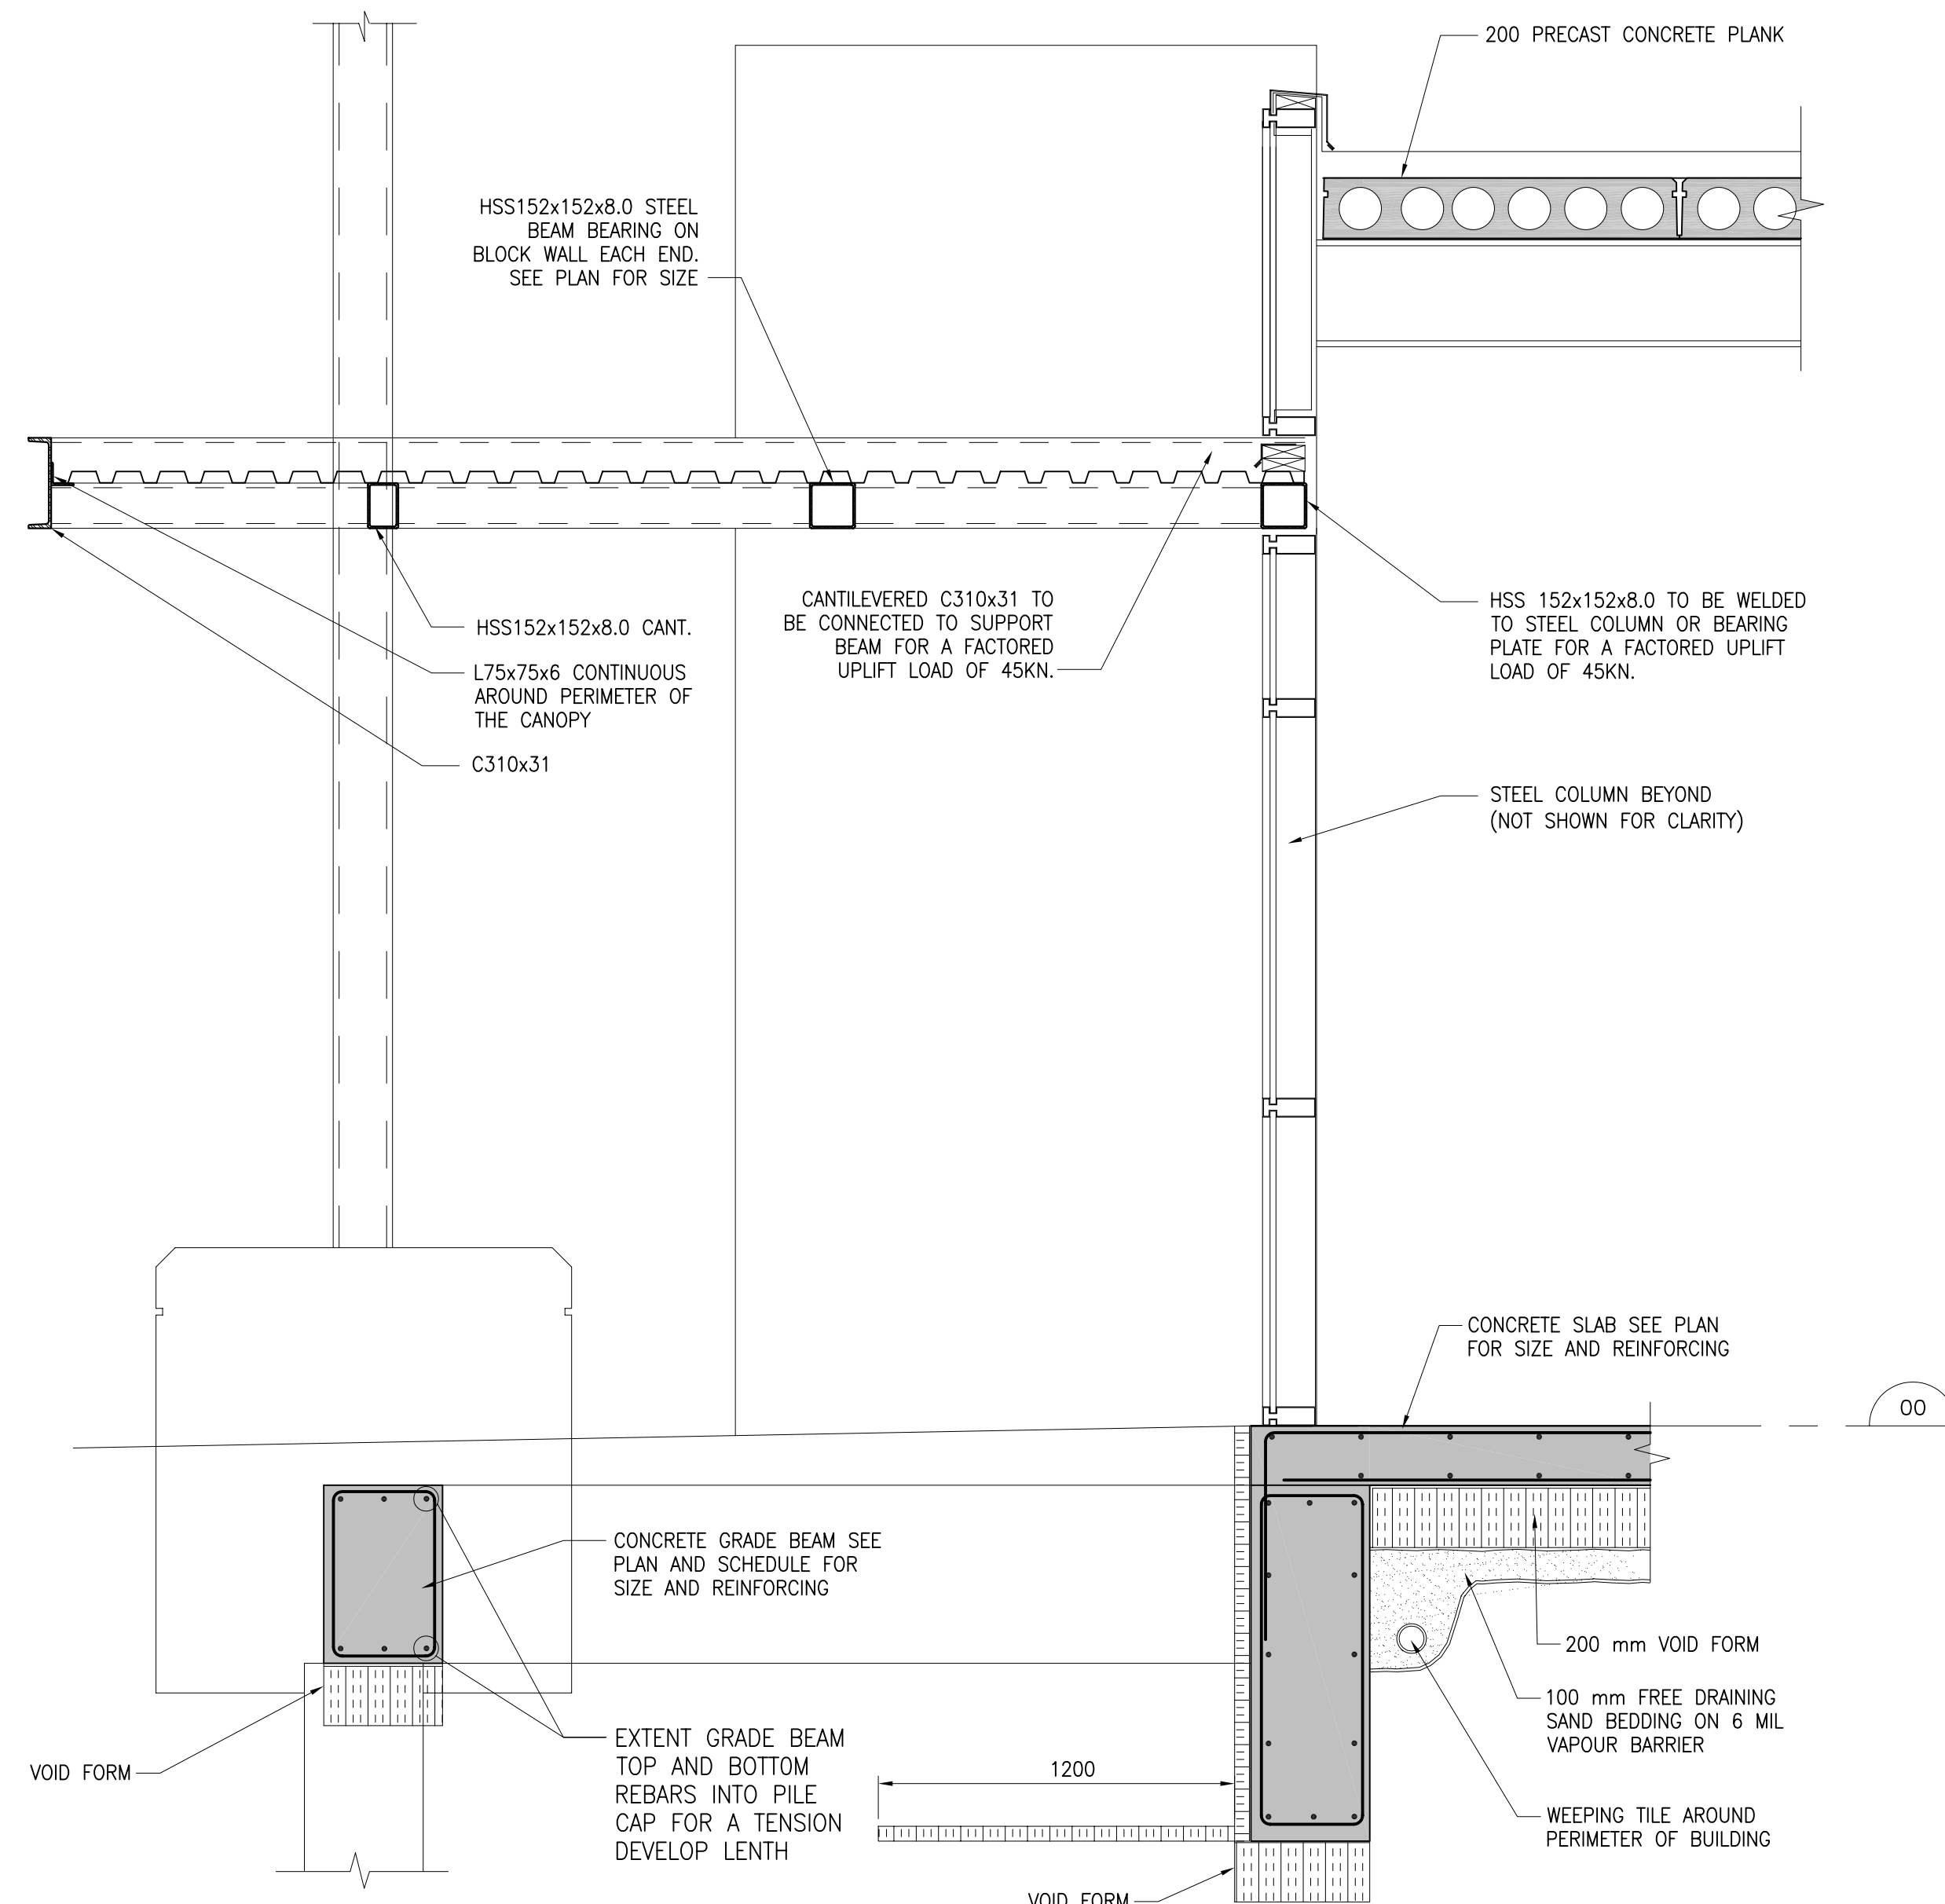 200 PRECAST CONCRETE PLANK
HSS152x152x8.0 STEEL
BEAM BEARING ON
BLOCK WALL EACH END.
SEE PLAN FOR SIZE
HSS152x152x8.0 CANT.
L75x75x6 CONTINUOUS
AROUND PERIMETER OF
THE CANOPY
C310x31
CANTILEVERED C310x31 TO
BE CONNECTED TO SUPPORT
BEAM FOR A FACTORED
UPLIFT LOAD OF 45KN.
HSS 152x152x8.0 TO BE WELDED
TO STEEL COLUMN OR BEARING
PLATE FOR A FACTORED UPLIFT
LOAD OF 45KN.
STEEL COLUMN BEYOND
(NOT SHOWN FOR CLARITY)
CONCRETE SLAB SEE PLAN
FOR SIZE AND REINFORCING
00
CONCRETE GRADE BEAM SEE
PLAN AND SCHEDULE FOR
SIZE AND REINFORCING
200 mm VOID FORM
100 mm FREE DRAINING
SAND BEDDING ON 6 MIL
VAPOUR BARRIER
EXTENT GRADE BEAM
TOP AND BOTTOM
REBARS INTO PILE
CAP FOR A TENSION
DEVELOP LENTH
VOID FORM
1200
WEEPING TILE AROUND
PERIMETER OF BUILDING
VOID FORM